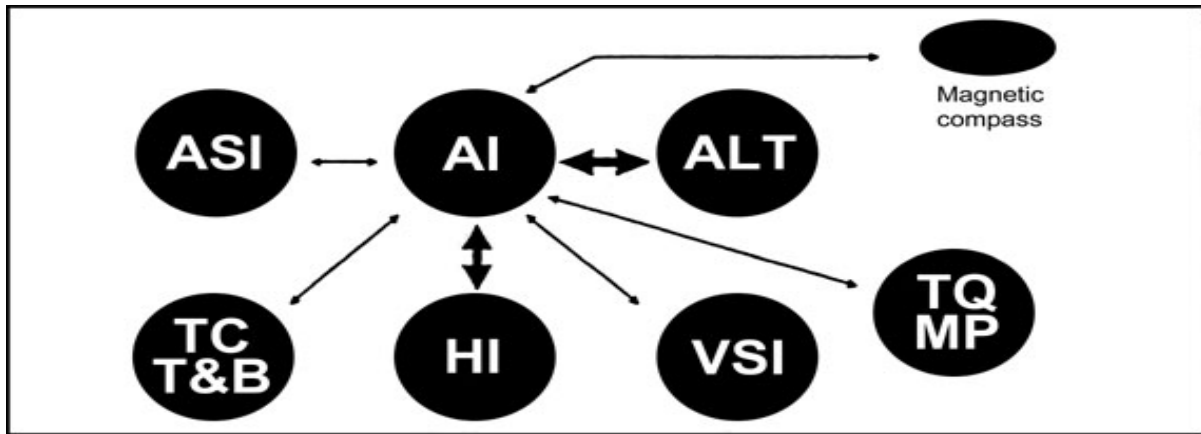 Magnetic
compass
ASI
AI
ALT
TC
T&B
HI
VSI
TQ
MP